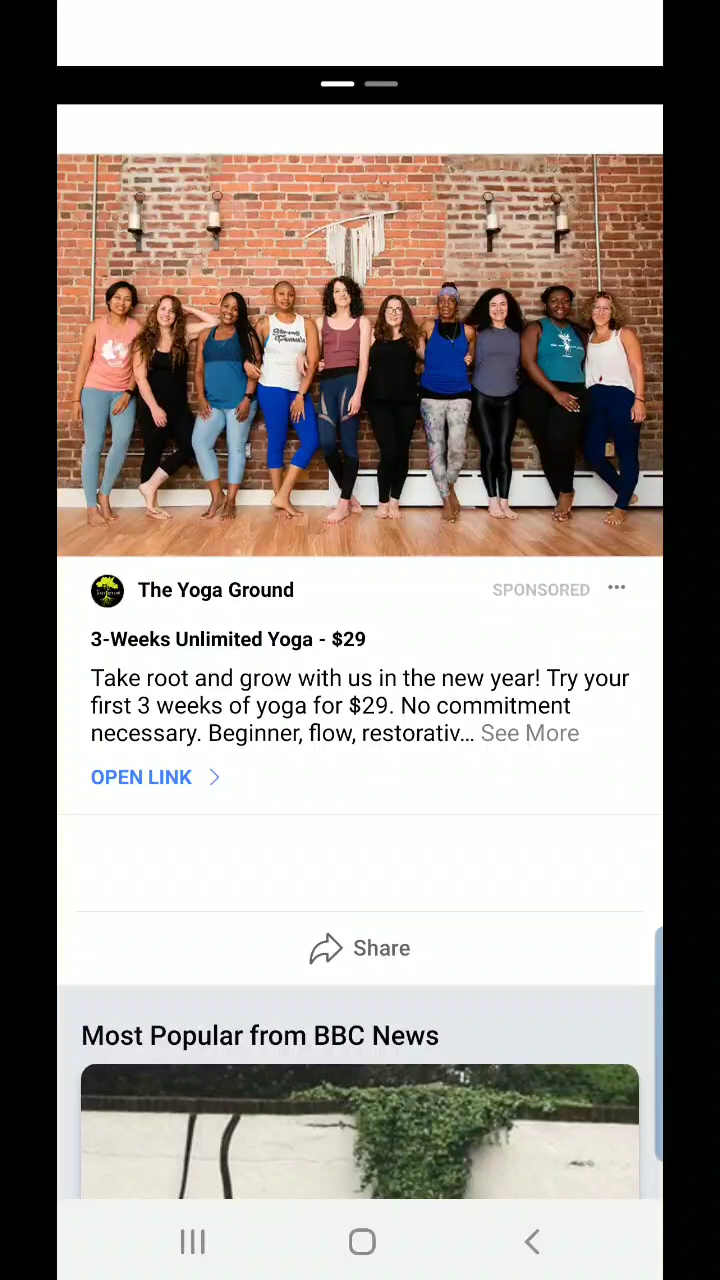 Strong
Female
The Yoga Ground
SPONSORED
3-Weeks Unlimited Yoga - $29
Take root and grow with us in the new year! Try your
first 3 weeks of yoga for $29. No commitment
necessary. Beginner, flow, restorativ... See More
OPEN LINK
Share
Most Popular from BBC News